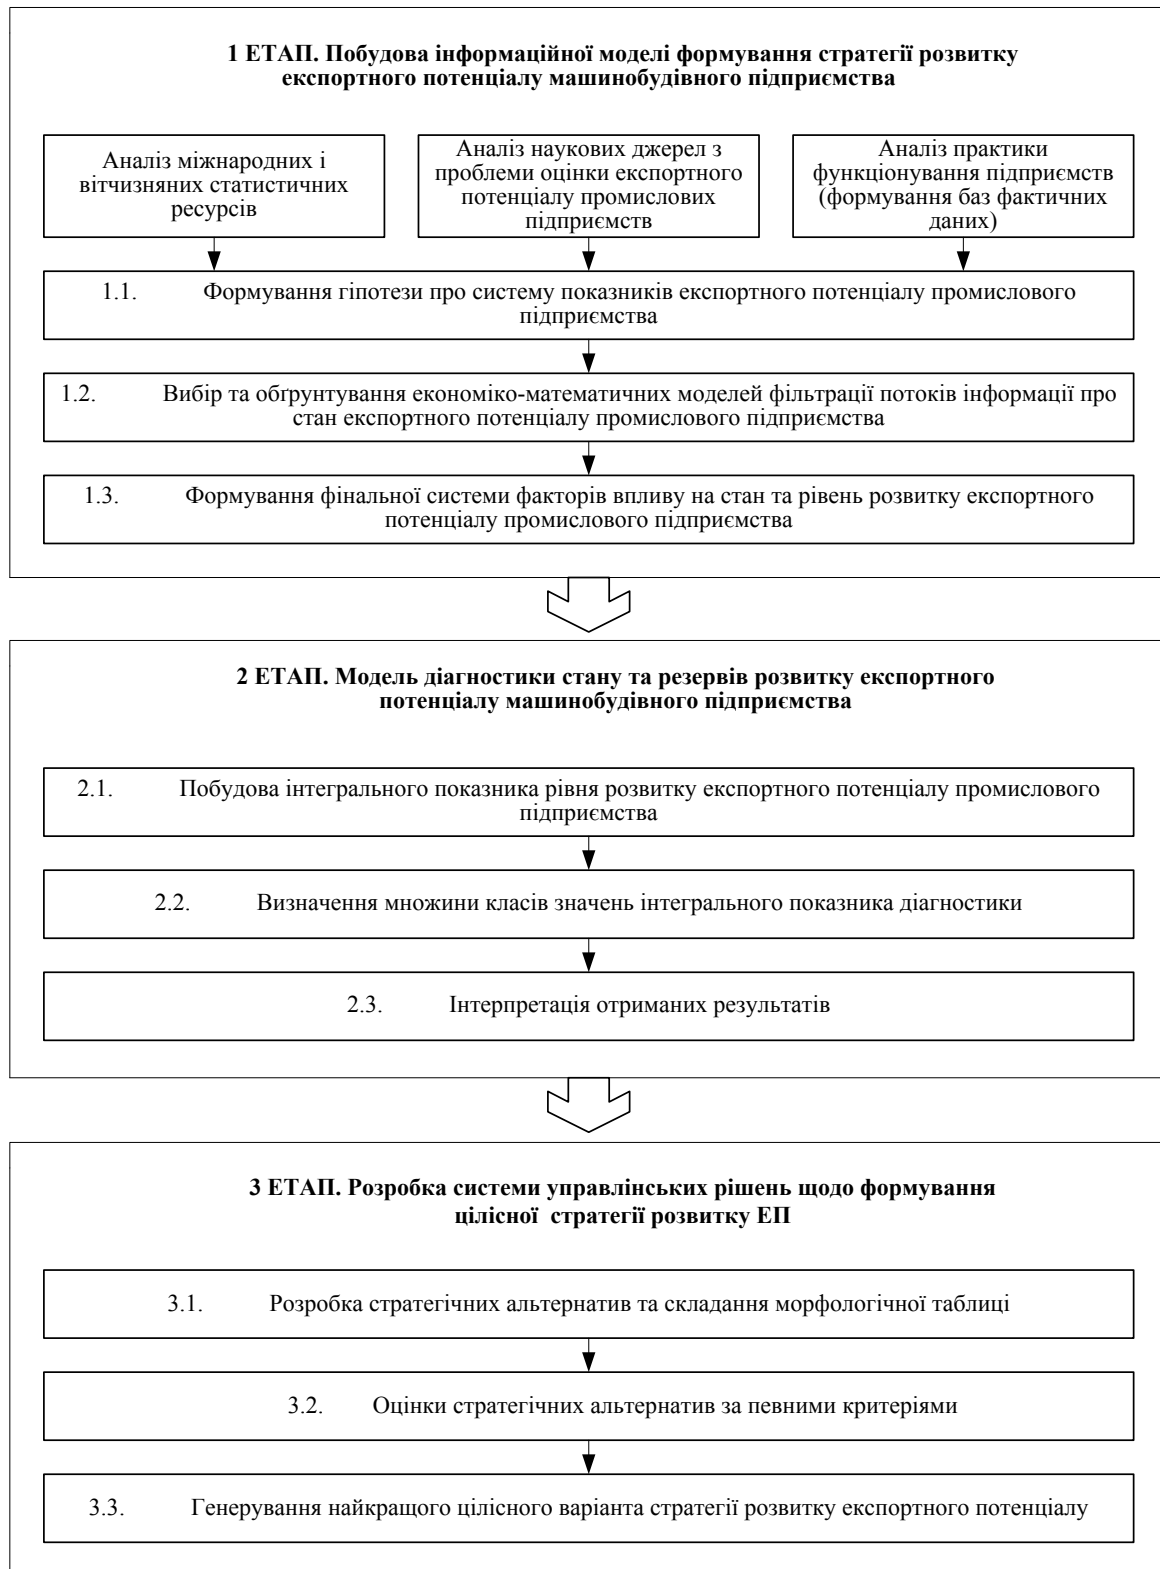 1 ЕТАП. Побудова інформаційної моделі формування стратегії розвитку
експортного потенціалу машинобудівного підприємства
Аналіз міжнародних і
вітчизняних статистичних
ресурсів
Аналіз наукових джерел з
проблеми оцінки експортного
потенціалу промислових
підприємств
Аналіз практики
функціонування підприємств
(формування баз фактичних
даних)
1.1. Формування гіпотези про систему показників експортного потенціалу промислового
підприємства
1.2. Вибір та обґрунтування економіко-математичних моделей фільтрації потоків інформації про
стан експортного потенціалу промислового підприємства
1.3. Формування фінальної системи факторів впливу на стан та рівень розвитку експортного
потенціалу промислового підприємства
2 ЕТАП. Модель діагностики стану та резервів розвитку експортного
потенціалу машинобудівного підприємства
2.1. Побудова інтегрального показника рівня розвитку експортного потенціалу промислового
підприємства
2.2. Визначення множини класів значень інтегрального показника діагностики
2.3. Інтерпретація отриманих результатів
3 ЕТАП. Розробка системи управлінських рішень щодо формування
цілісної стратегії розвитку ЕП
3.1. Розробка стратегічних альтернатив та складання морфологічної таблиці
3.2. Оцінки стратегічних альтернатив за певними критеріями
3.3. Генерування найкращого цілісного варіанта стратегії розвитку експортного потенціалу